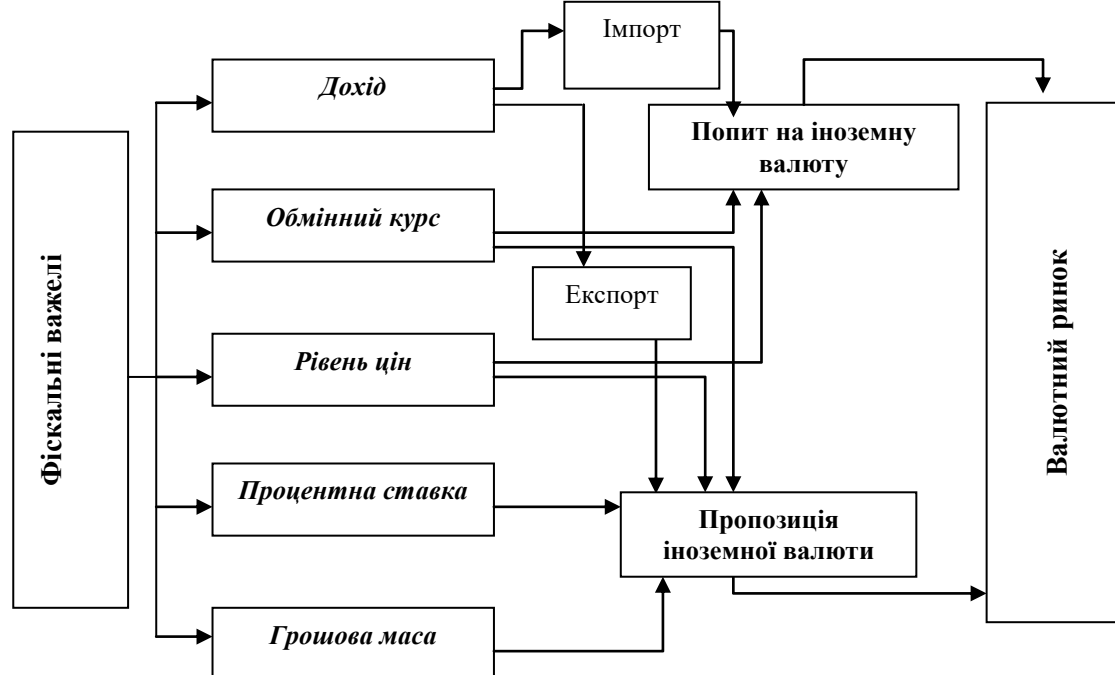 Імпорт
Дохід
Попит на іноземну
валюту
Обмінний курс
Експорт
Фіскальні важелі
Рівень цін
Валютний ринок
Процентна ставка
Пропозиція
іноземної валюти
Грошова маса